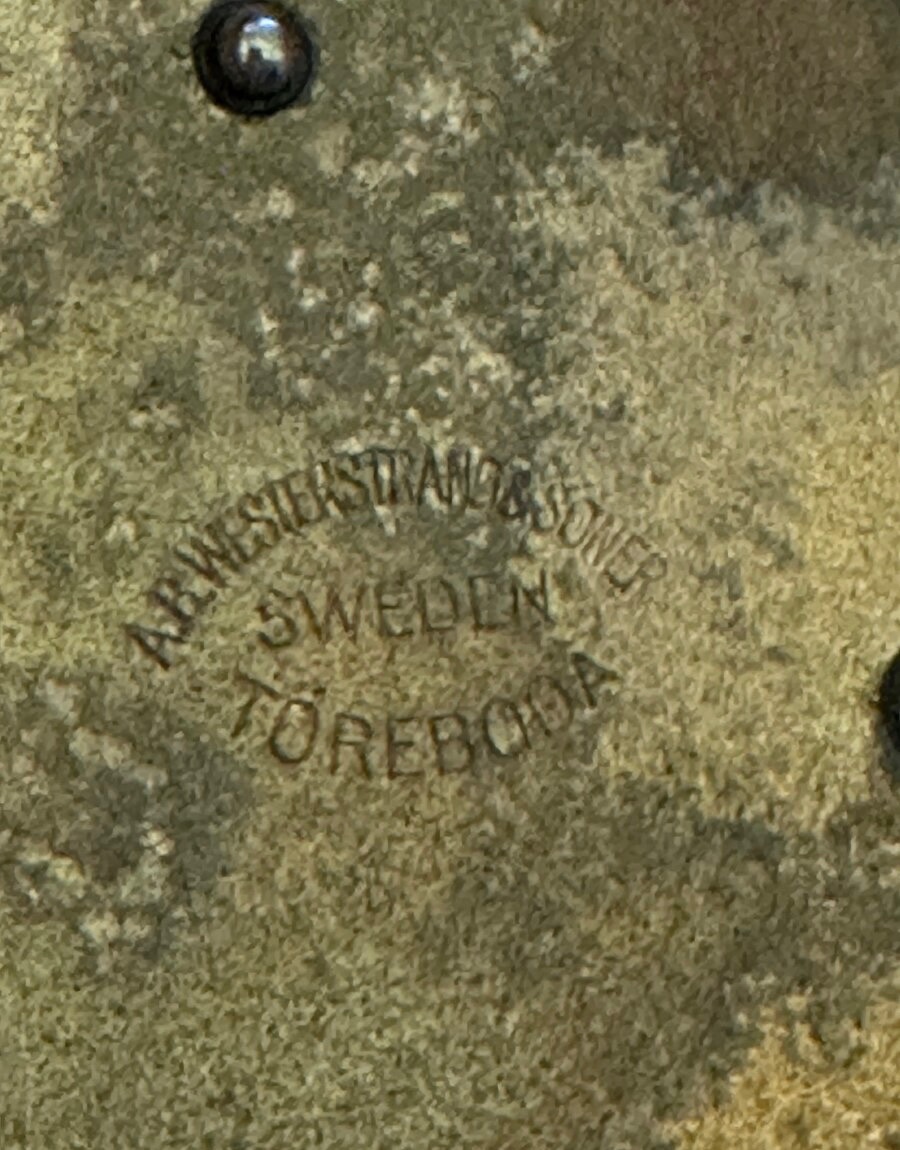 A.B. WESTERSTRAND & SÖNER
SWEDEN
TÖREBODA